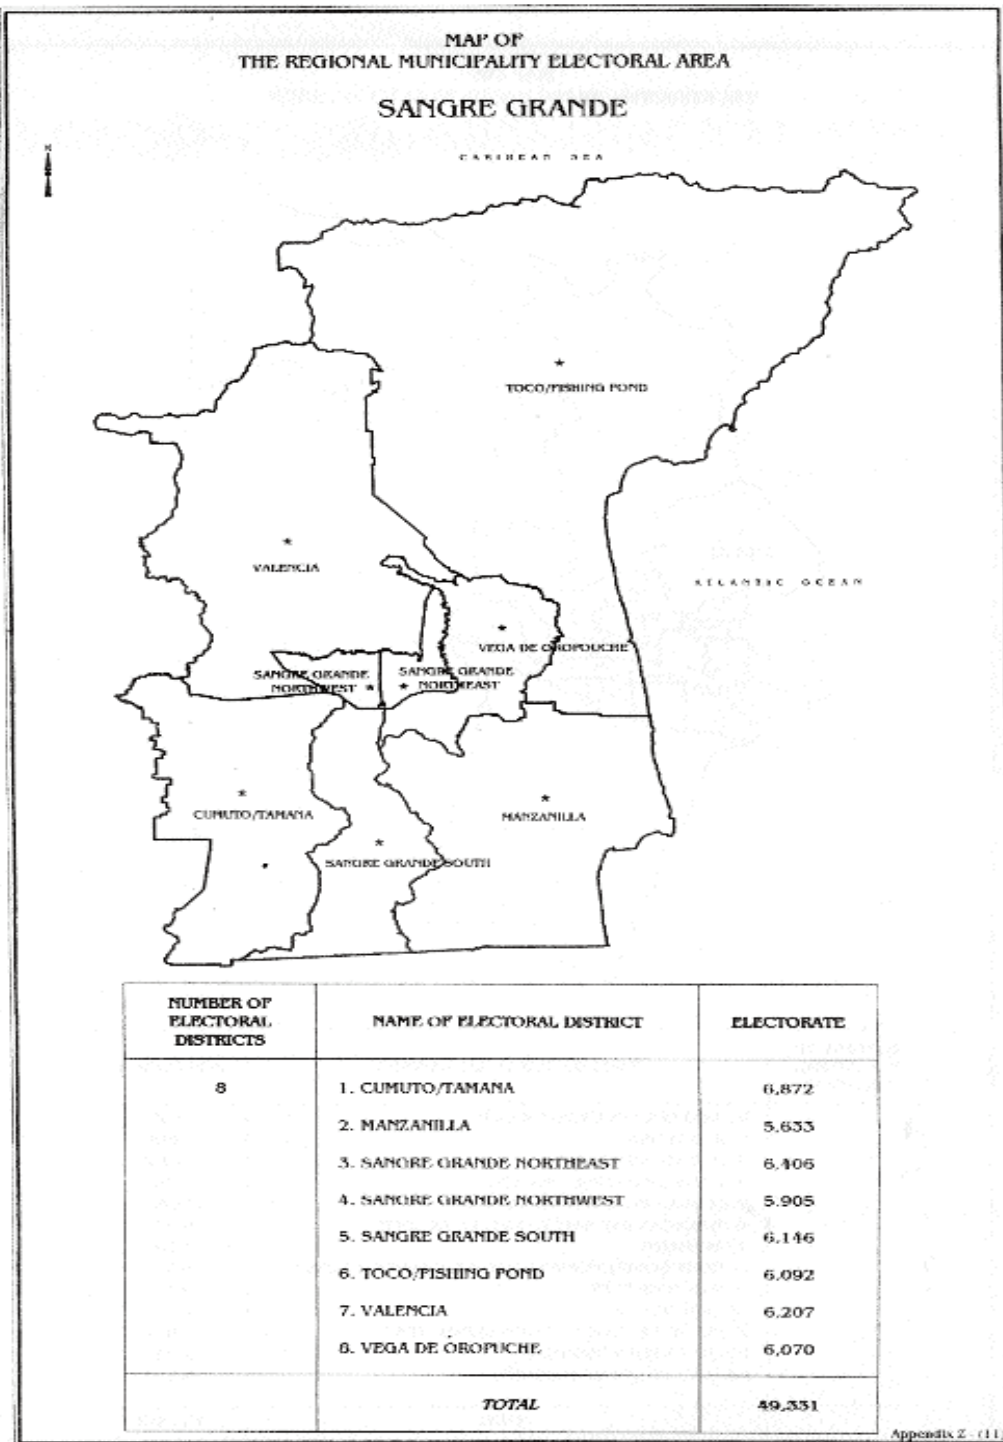 MAP OF
THE REGIONAL MUNICIPALITY ELECTORAL AREA
SANGRE GRANDE
N
CARIBEAN SEA
TOCO/FISHING POND
VALENCIA
ATLANTIC OCEAN
VEGA DE OROPOUCHE
SANGRE GRANDE
NORTHWEST
SANGRE GRANDE
NORTHEAST
CUMUTO/TAMANA
MANZANILLA
SANGRE GRANDE SOUTH
NUMBER OF
ELECTORAL
DISTRICTS
NAME OF ELECTORAL DISTRICT
ELECTORATE
8
1. CUMUTO/TAMANA 6,872
2. MANZANILLA 5,633
3. SANGRE GRANDE NORTHEAST 6,406
4. SANGRE GRANDE NORTHWEST 5,905
5. SANGRE GRANDE SOUTH 6,146
6. TOCO/FISHING POND 6,092
7. VALENCIA 6,207
8. VEGA DE OROPUCHE 6,070
TOTAL 49,331
Appendix Z - (11